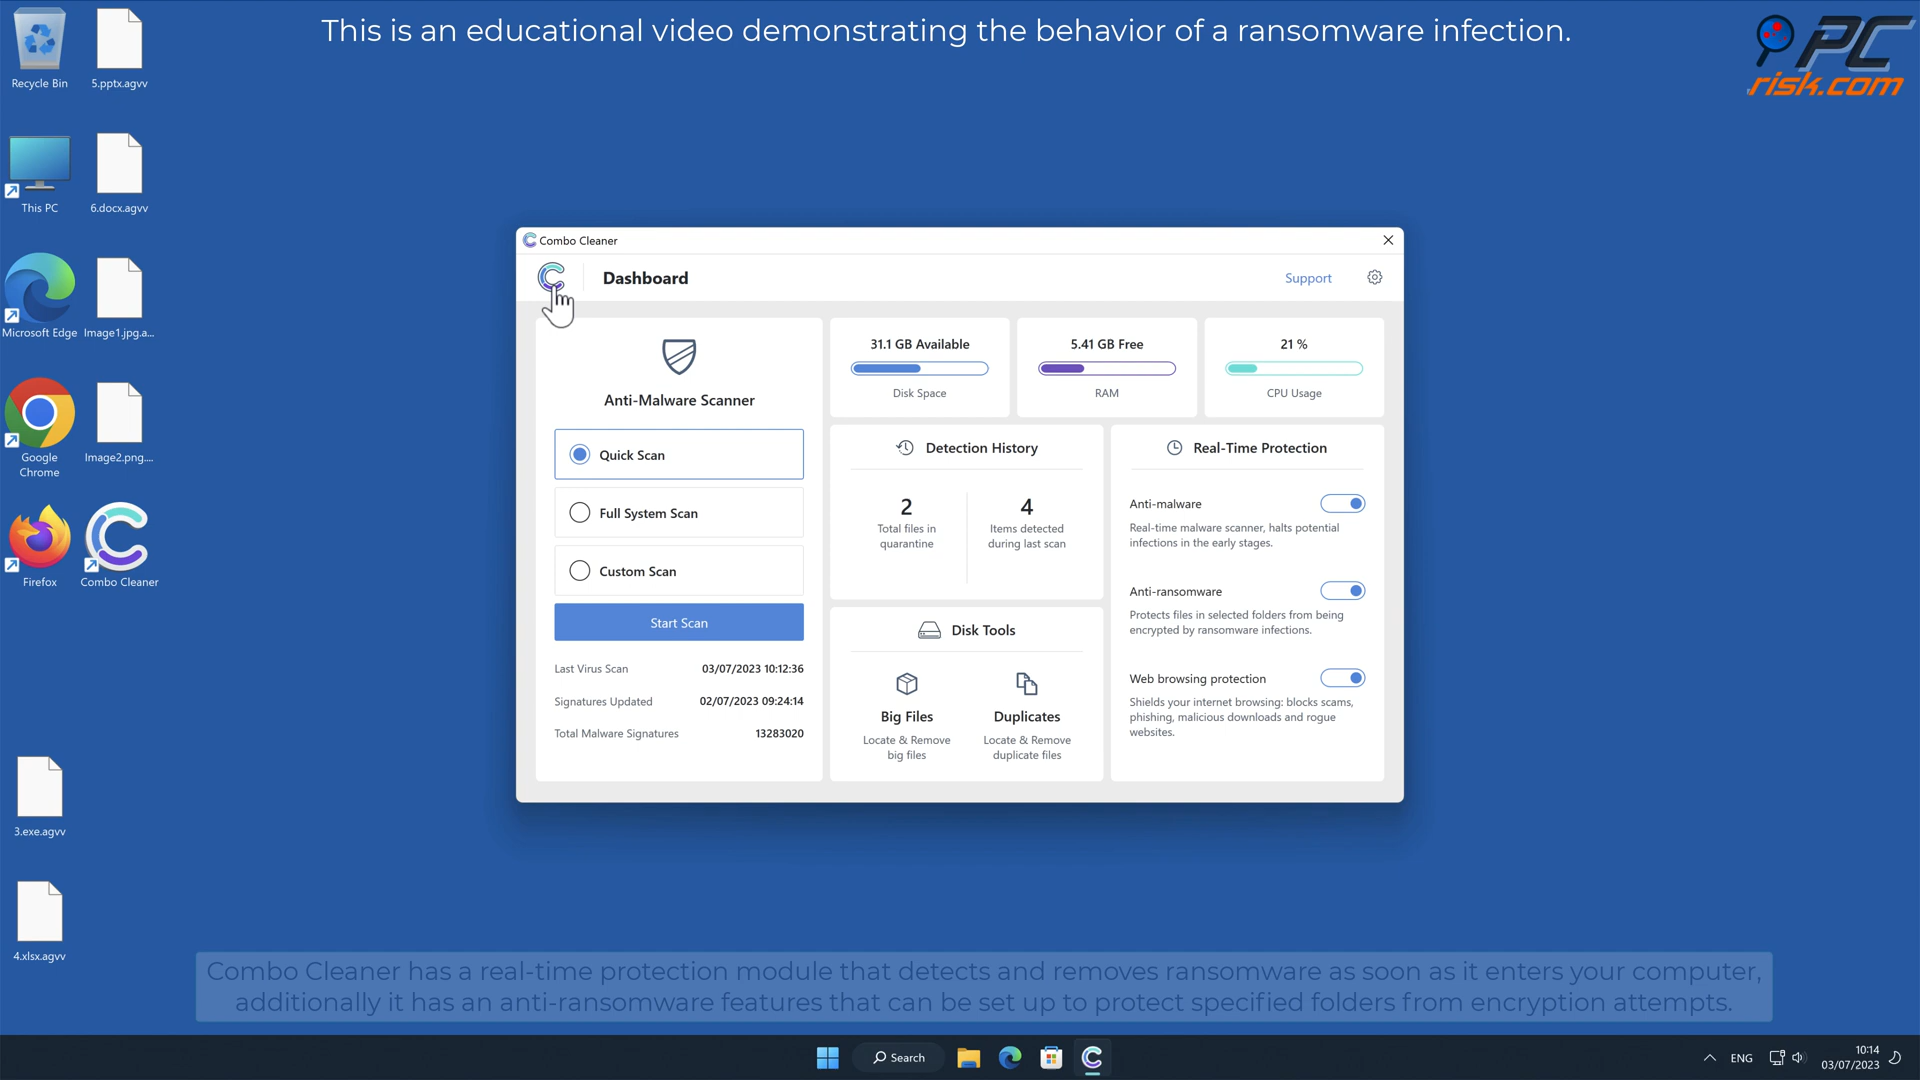 This is an educational video demonstrating the behavior of a ransomware infection.
PC
risk.com
Recycle Bin
5.pptx.agvv
This PC
6.docx.agvv
Microsoft Edge
Image1.jpg.a...
Google
Chrome
Image2.png....
Firefox
Combo Cleaner
3.exe.agvv
4.xlsx.agvv
Combo Cleaner
Dashboard
Support
Anti-Malware Scanner
Quick Scan
Full System Scan
Custom Scan
Start Scan
Last Virus Scan 03/07/2023 10:12:36
Signatures Updated 02/07/2023 09:24:14
Total Malware Signatures 13283020
31.1 GB Available
Disk Space
5.41 GB Free
RAM
21 %
CPU Usage
Detection History
2
Total files in
quarantine
4
Items detected
during last scan
Disk Tools
Big Files
Locate & Remove
big files
Duplicates
Locate & Remove
duplicate files
Real-Time Protection
Anti-malware
Real-time malware scanner, halts potential
infections in the early stages.
Anti-ransomware
Protects files in selected folders from being
encrypted by ransomware infections.
Web browsing protection
Shields your internet browsing: blocks scams,
phishing, malicious downloads and rogue
websites.
Combo Cleaner has a real-time protection module that detects and removes ransomware as soon as it enters your computer,
additionally it has an anti-ransomware features that can be set up to protect specified folders from encryption attempts.
Search
ENG
10:14
03/07/2023